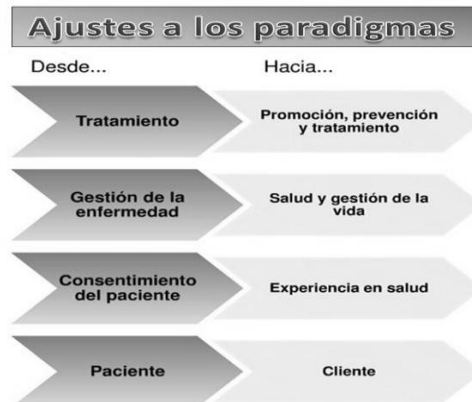 Ajustes a los paradigmas
Desde...
Hacia...
Tratamiento
Promoción, prevención
y tratamiento
Gestión de la
enfermedad
Salud y gestión de la
vida
Consentimiento
del paciente
Experiencia en salud
Paciente
Cliente